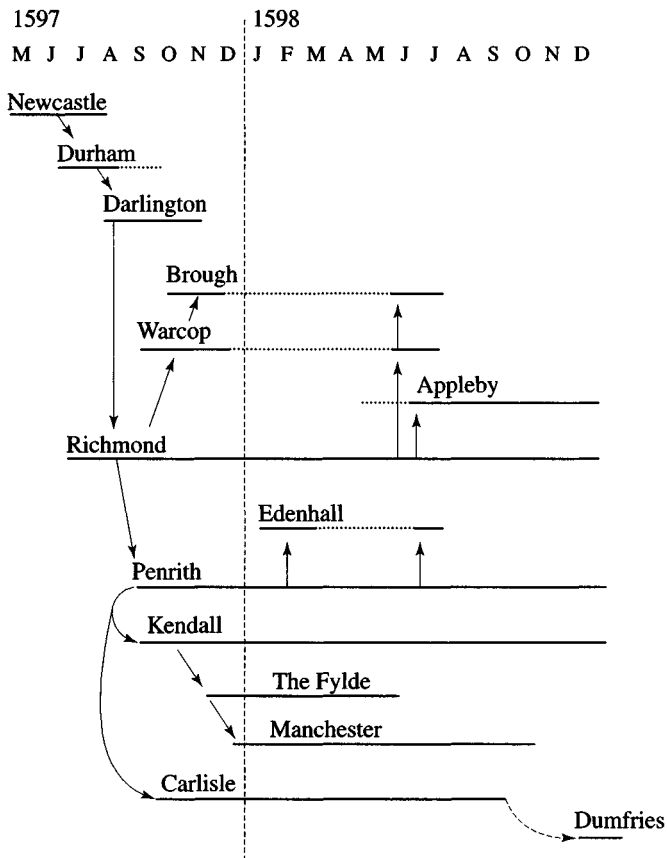 1597 1598
M J J A S O N D J F M A M J J A S O N D
Newcastle
Durham
Darlington
Brough
Warcop
Appleby
Richmond
Edenhall
Penrith
Kendall
The Fylde
Manchester
Carlisle
Dumfries